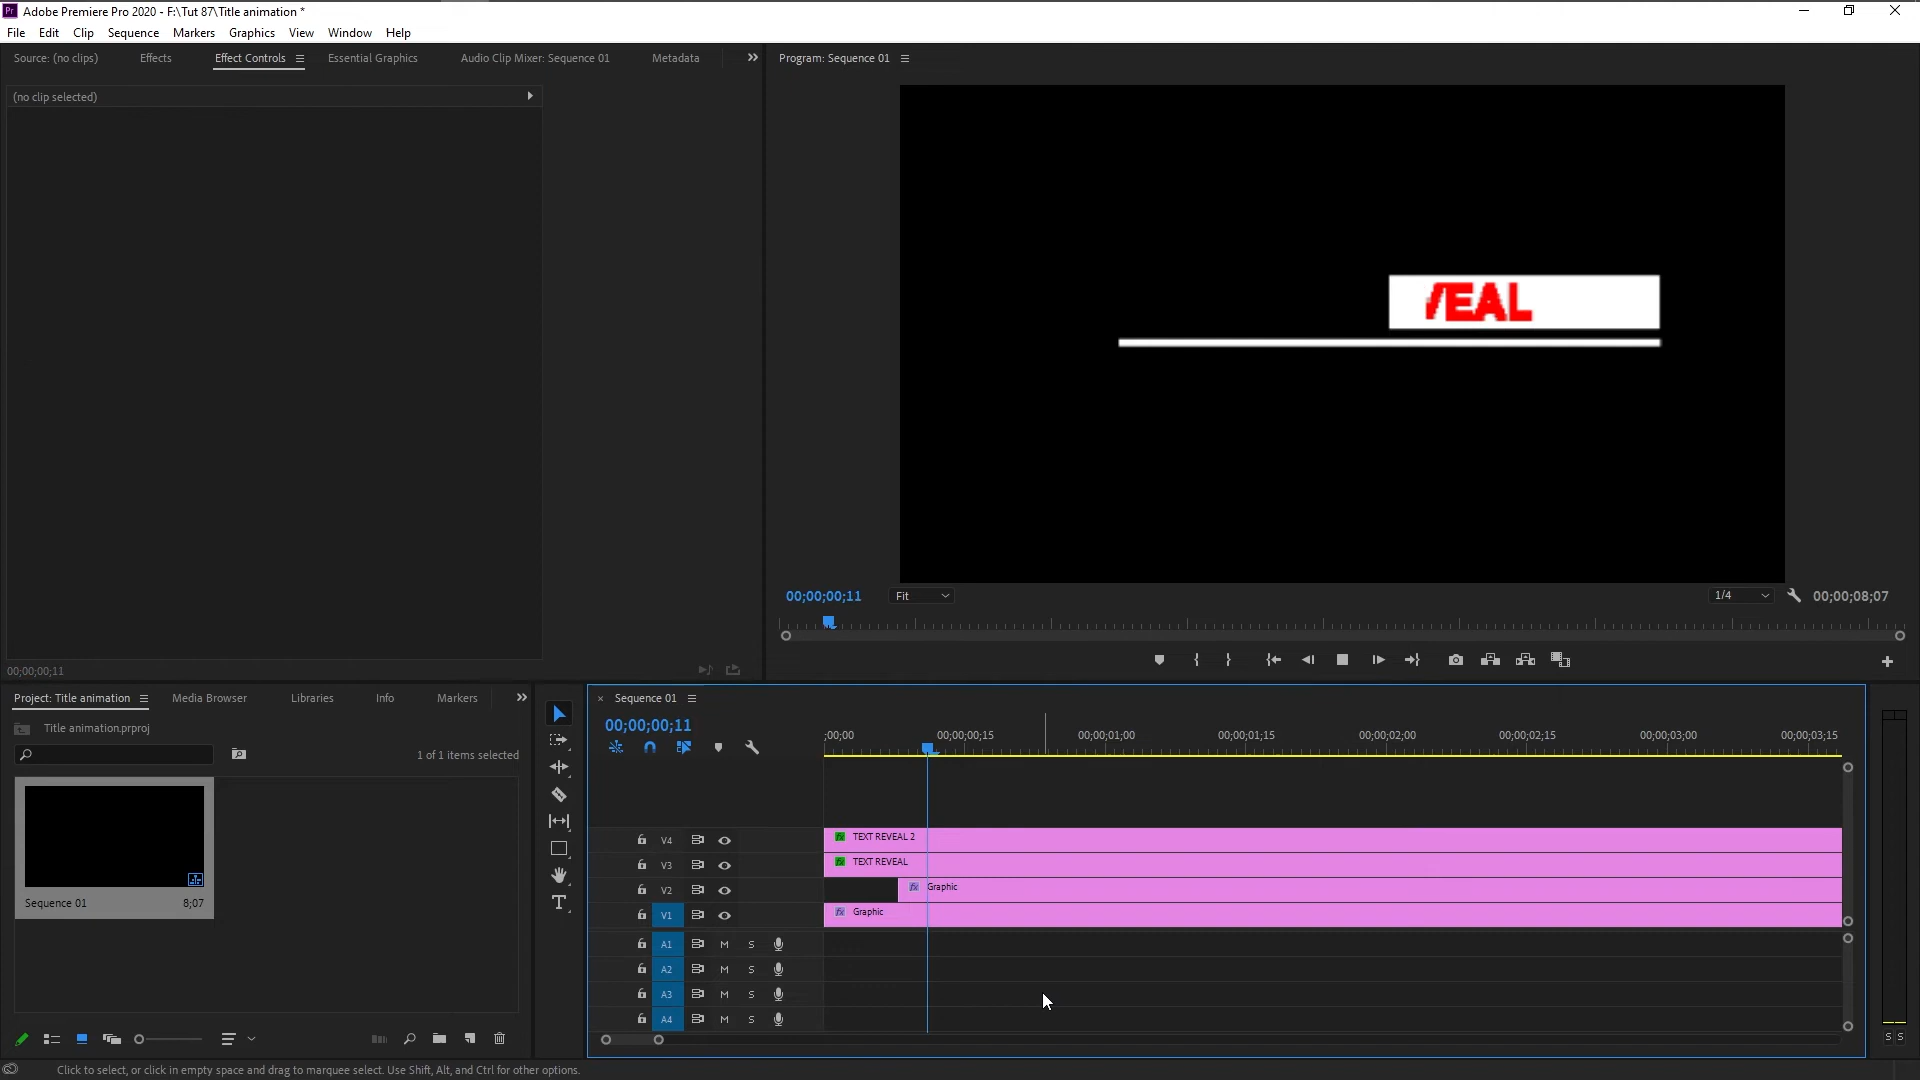 Pr Adobe Premiere Pro 2020 - F:\Tut 87\Title animation *
File Edit Clip Sequence Markers Graphics View Window Help
Source: (no clips) Effects Effect Controls Essential Graphics Audio Clip Mixer: Sequence 01 Metadata
Program: Sequence 01
(no clip selected)
VEAL
00;00;00;11 Fit 1/4 00;00;08;07
00;00;00;11
Project: Title animation Media Browser Libraries Info Markers
Title animation.prproj
1 of 1 items selected
Sequence 01 8;07
Sequence 01
00;00;00;11
;00;00 00;00;00;15 00;00;01;00 00;00;01;15 00;00;02;00 00;00;02;15 00;00;03;00 00;00;03;15
V4 fx TEXT REVEAL 2
V3 fx TEXT REVEAL
V2 fx Graphic
V1 fx Graphic
A1 M S
A2 M S
A3 M S
A4 M S
S S
Click to select, or click in empty space and drag to marquee select. Use Shift, Alt, and Ctrl for other options.